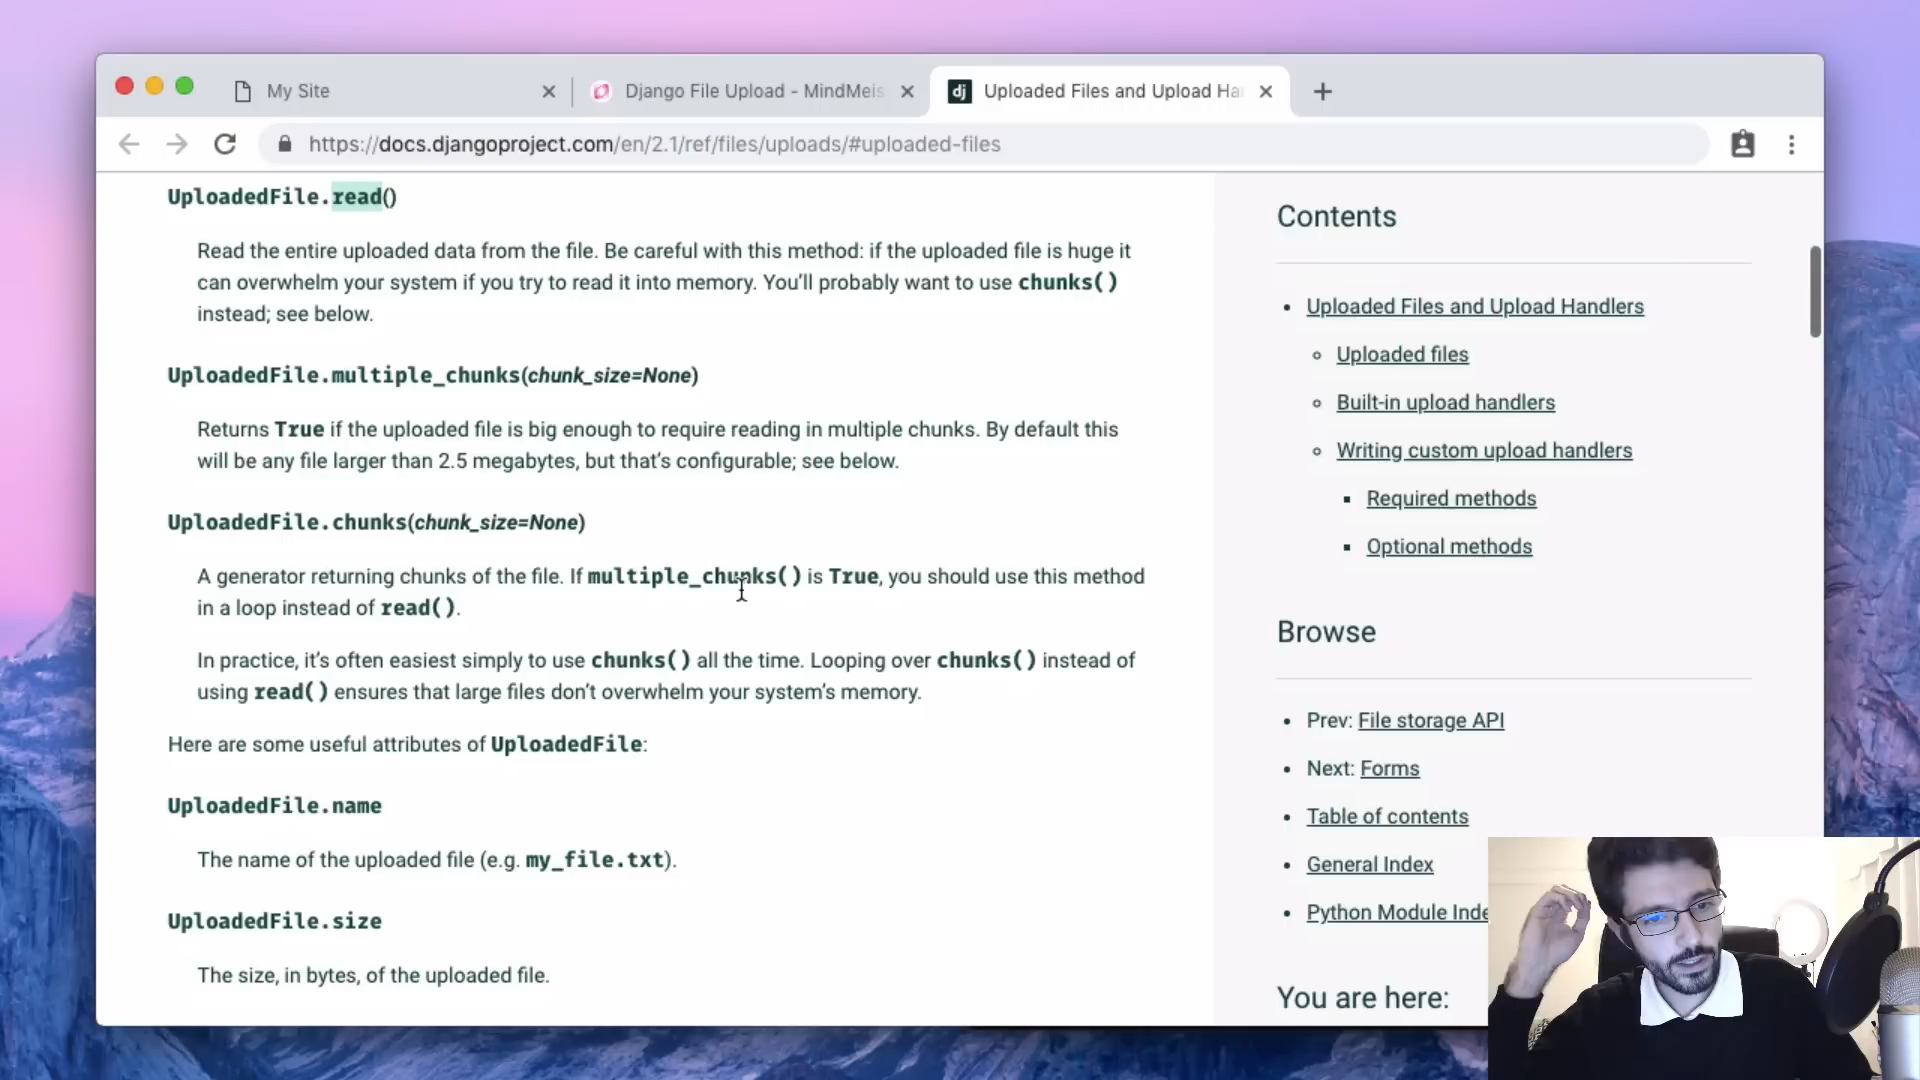 My Site
Django File Upload - MindMeis
dj
Uploaded Files and Upload Ha
https://docs.djangoproject.com/en/2.1/ref/files/uploads/#uploaded-files
UploadedFile.read()
Read the entire uploaded data from the file. Be careful with this method: if the uploaded file is huge it
can overwhelm your system if you try to read it into memory. You’ll probably want to use chunks()
instead; see below.
UploadedFile.multiple_chunks(chunk_size=None)
Returns True if the uploaded file is big enough to require reading in multiple chunks. By default this
will be any file larger than 2.5 megabytes, but that’s configurable; see below.
UploadedFile.chunks(chunk_size=None)
A generator returning chunks of the file. If multiple_chunks() is True, you should use this method
in a loop instead of read().
In practice, it’s often easiest simply to use chunks() all the time. Looping over chunks() instead of
using read() ensures that large files don’t overwhelm your system’s memory.
Here are some useful attributes of UploadedFile:
UploadedFile.name
The name of the uploaded file (e.g. my_file.txt).
UploadedFile.size
The size, in bytes, of the uploaded file.
Contents
Uploaded Files and Upload Handlers
Uploaded files
Built-in upload handlers
Writing custom upload handlers
Required methods
Optional methods
Browse
Prev: File storage API
Next: Forms
Table of contents
General Index
Python Module Inde
You are here: